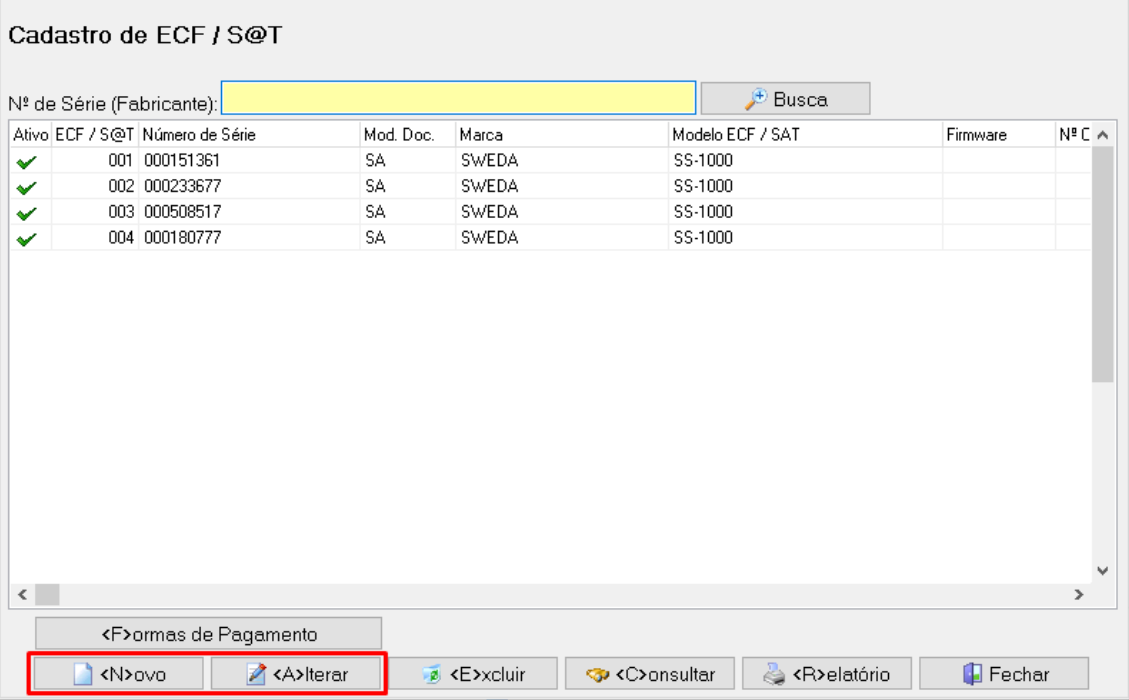 Cadastro de ECF / S@T
Nº de Série (Fabricante): Busca
Ativo ECF / S@T Número de Série Mod. Doc. Marca Modelo ECF / SAT Firmware Nº C
001 000151361 SA SWEDA SS-1000
002 000233677 SA SWEDA SS-1000
003 000508517 SA SWEDA SS-1000
004 000180777 SA SWEDA SS-1000
<F>ormas de Pagamento
<N>ovo <A>lterar <E>xcluir <C>onsultar <R>elatório Fechar